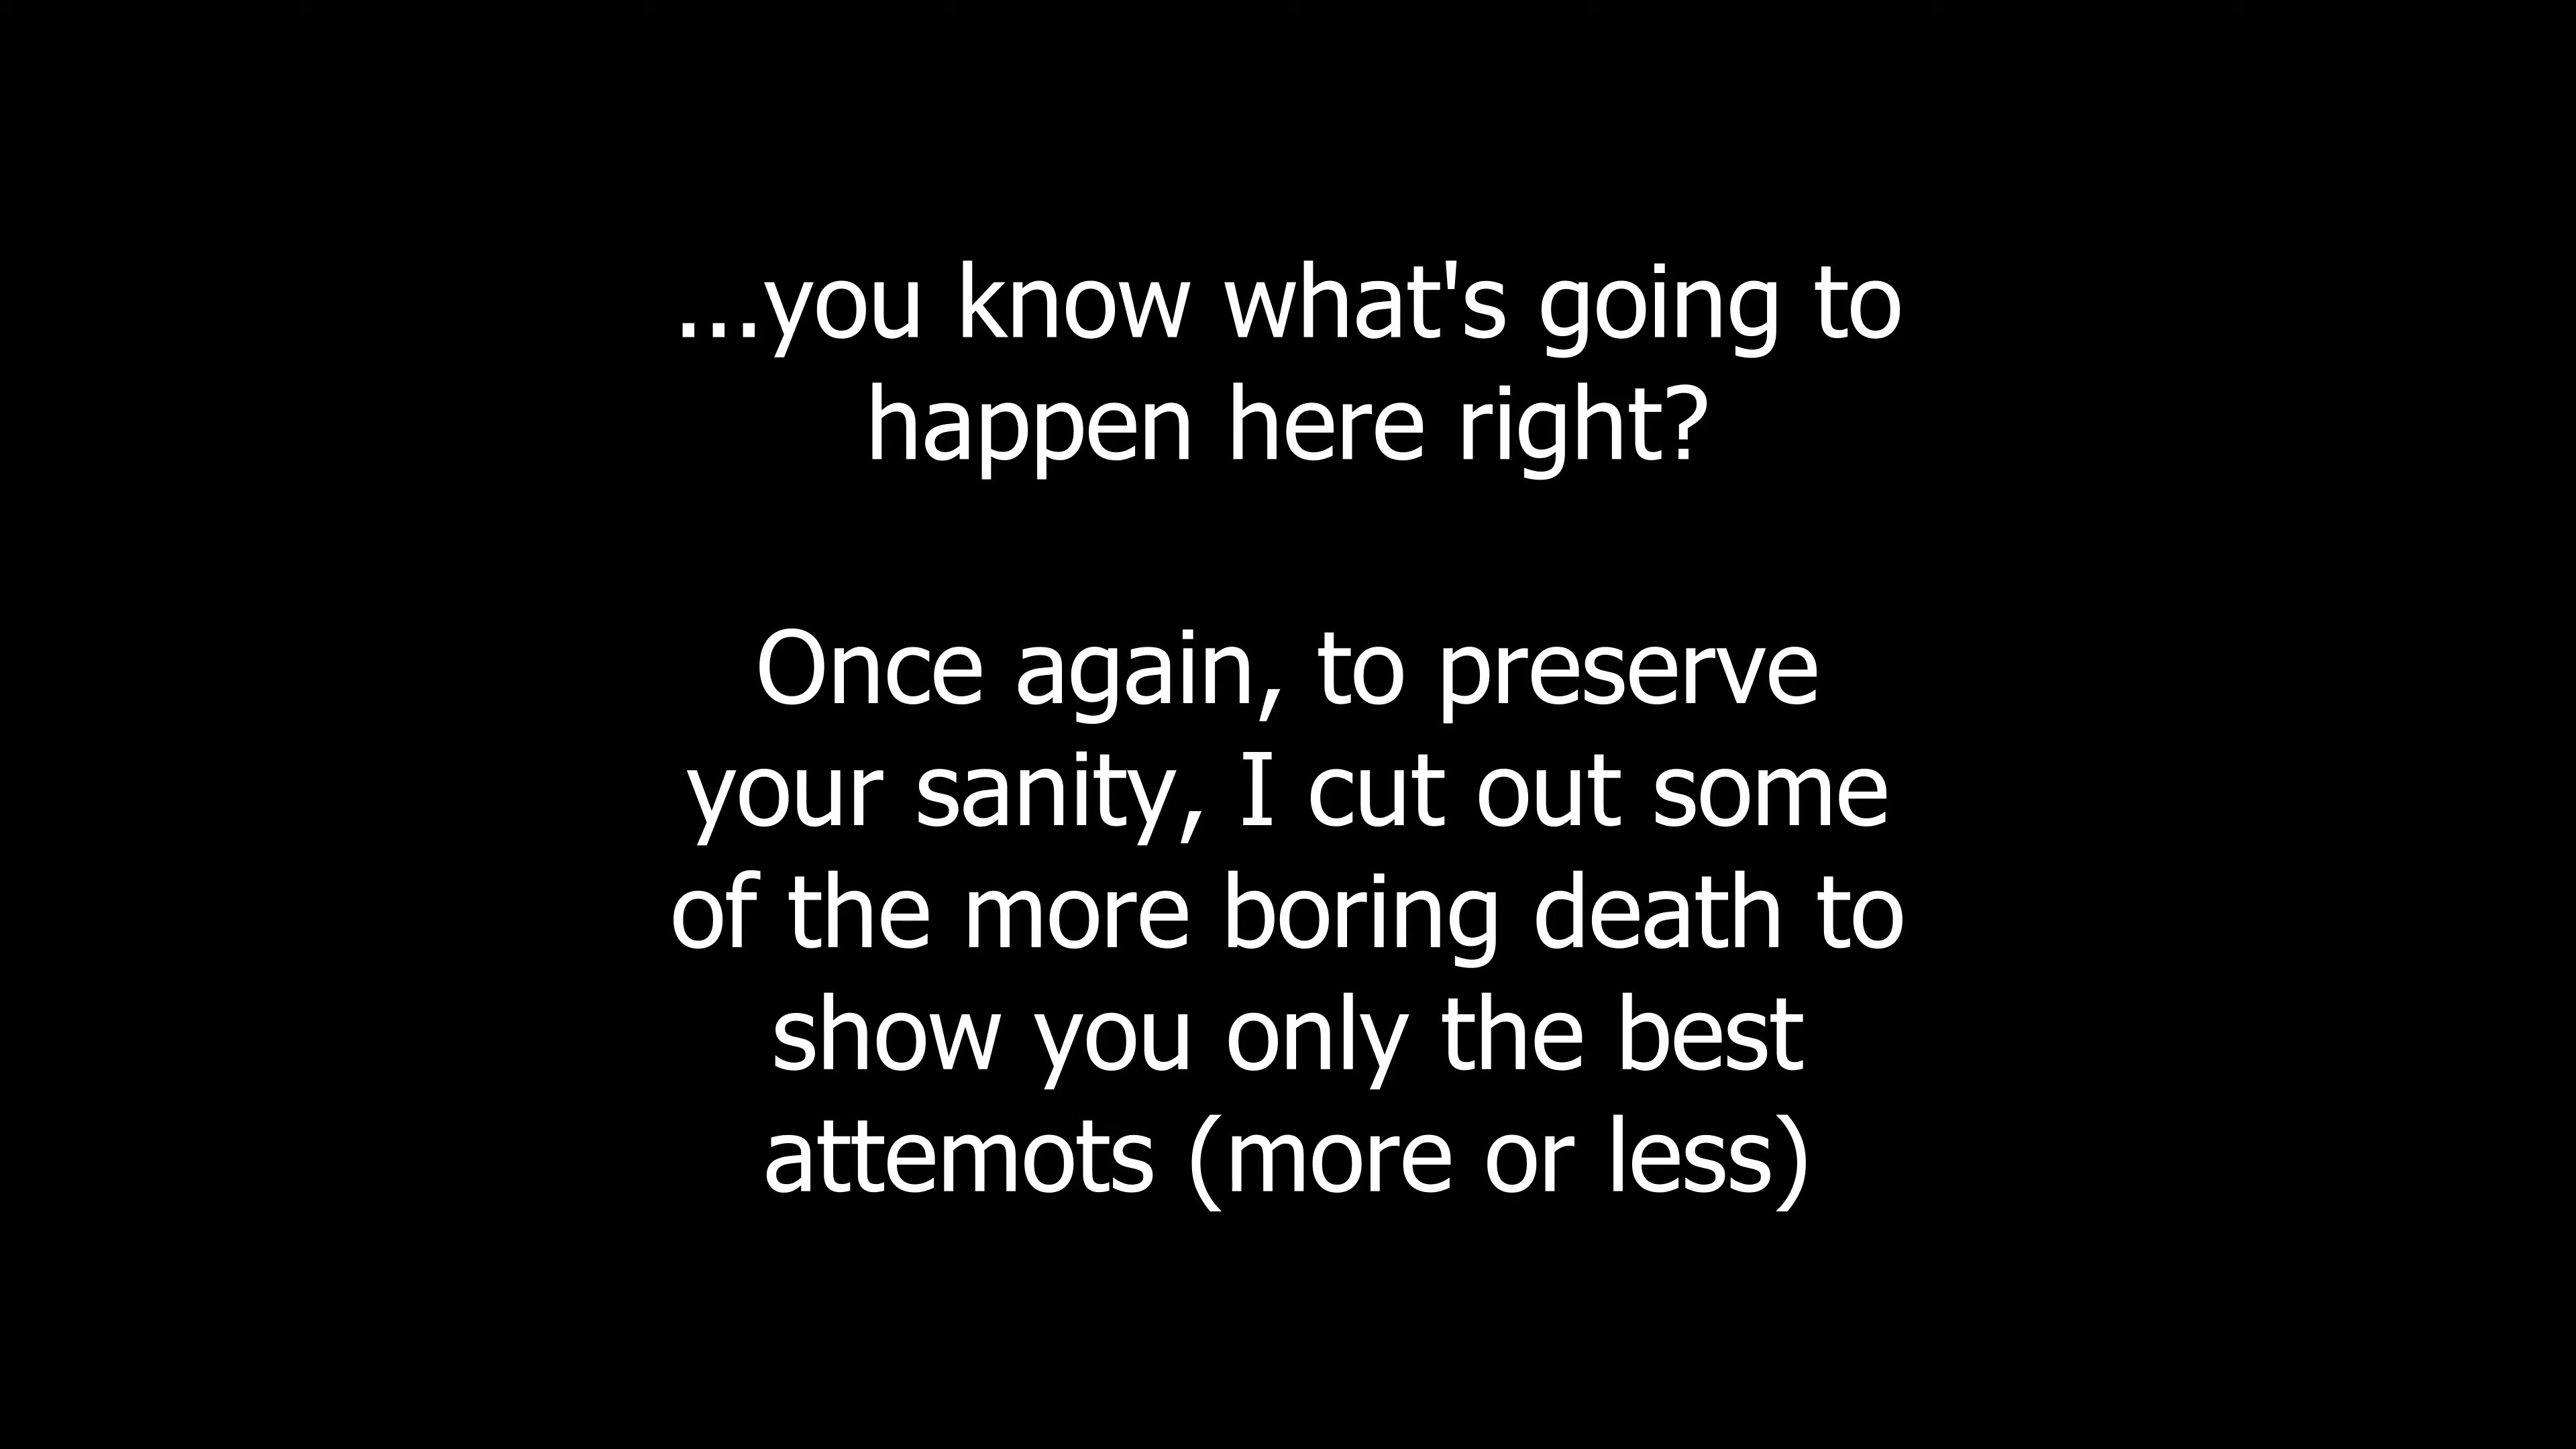 ...you know what's going to
happen here right?
Once again, to preserve
your sanity, I cut out some
of the more boring death to
show you only the best
attemots (more or less)